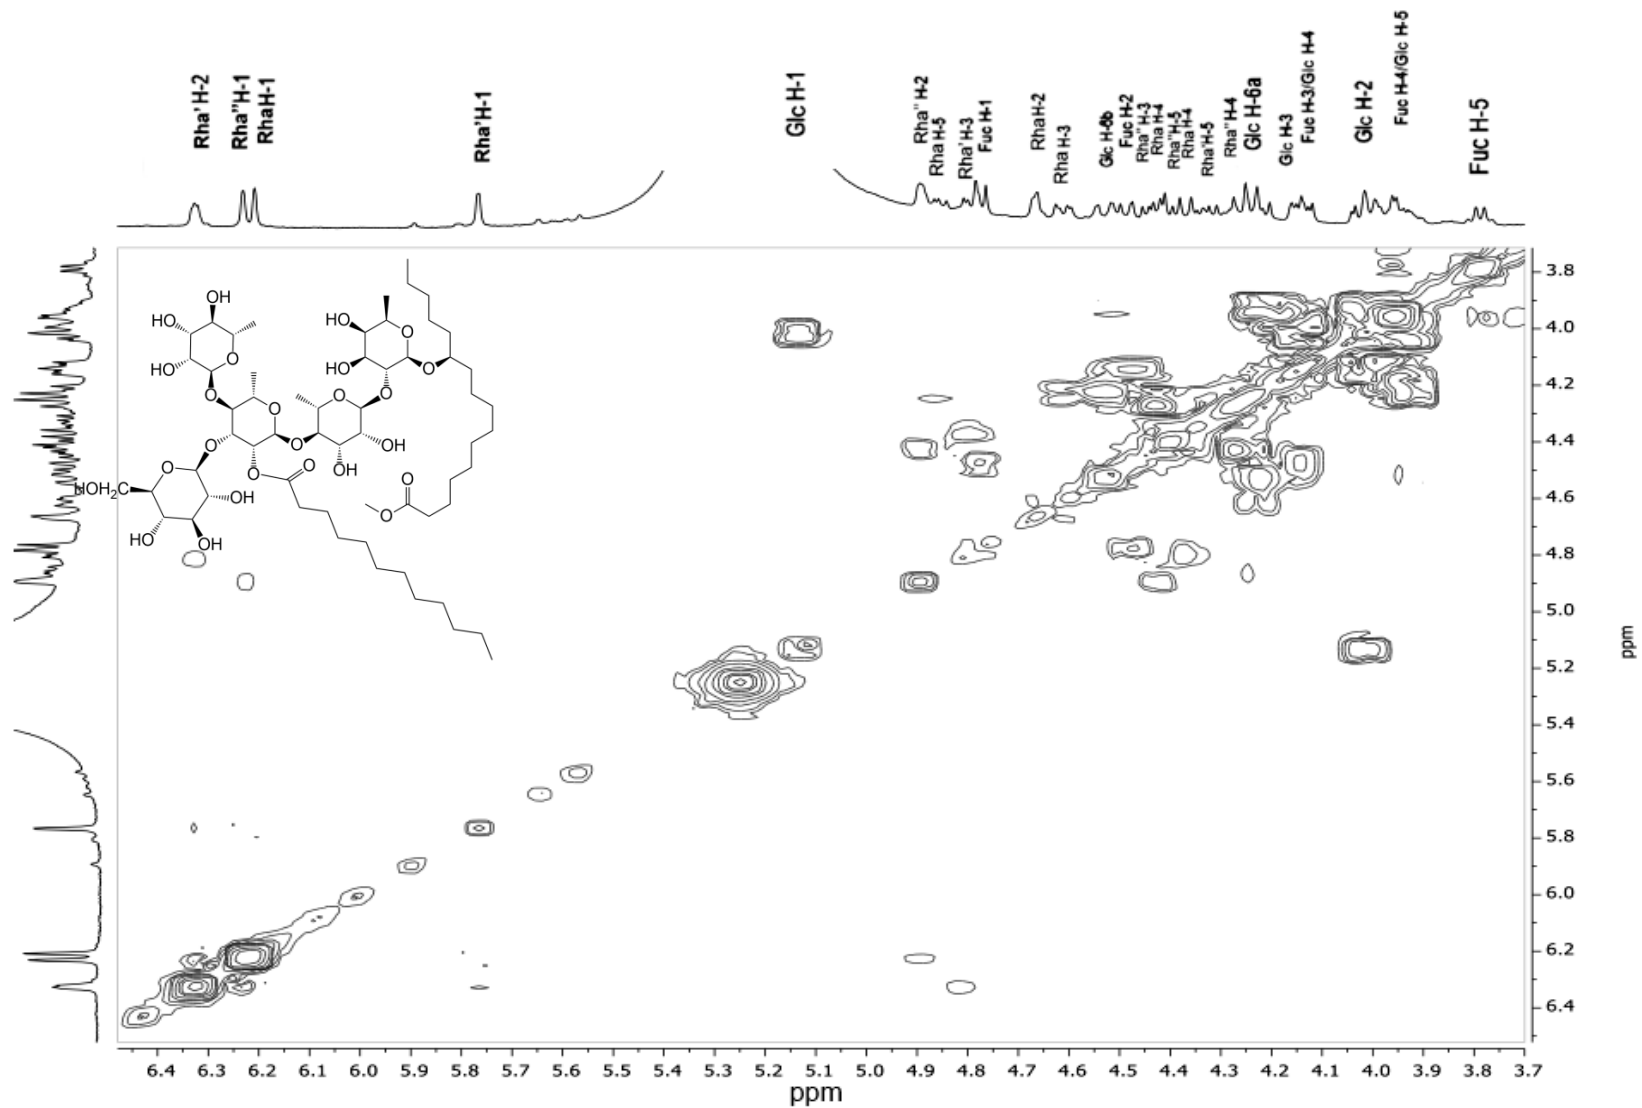 Rha' H-2
Rha''H-1
RhaH-1
Rha'H-1
Glc H-1
Rha'' H-2
Rha H-5
Rha' H-3
Fuc H-1
RhaH-2
Rha H-3
Glc H-6b
Fuc H-2
Rha'' H-3
Rha H-4
Rha''H-5
Rha H-4
Rha'H-5
Rha'' H-4
Glc H-6a
Glc H-3
Fuc H-3/Glc H-4
Glc H-2
Fuc H-4/Glc H-5
Fuc H-5
OH
HO
HO
O
O
HO
O
HO
O
O
O
O
O
O
OH
OH
O
O
O
HOH2C
OH
HO
OH
O
O
3.8
4.0
4.2
4.4
4.6
4.8
5.0
5.2
5.4
5.6
5.8
6.0
6.2
6.4
ppm
6.4 6.3 6.2 6.1 6.0 5.9 5.8 5.7 5.6 5.5 5.4 5.3 5.2 5.1 5.0 4.9 4.8 4.7 4.6 4.5 4.4 4.3 4.2 4.1 4.0 3.9 3.8 3.7
ppm